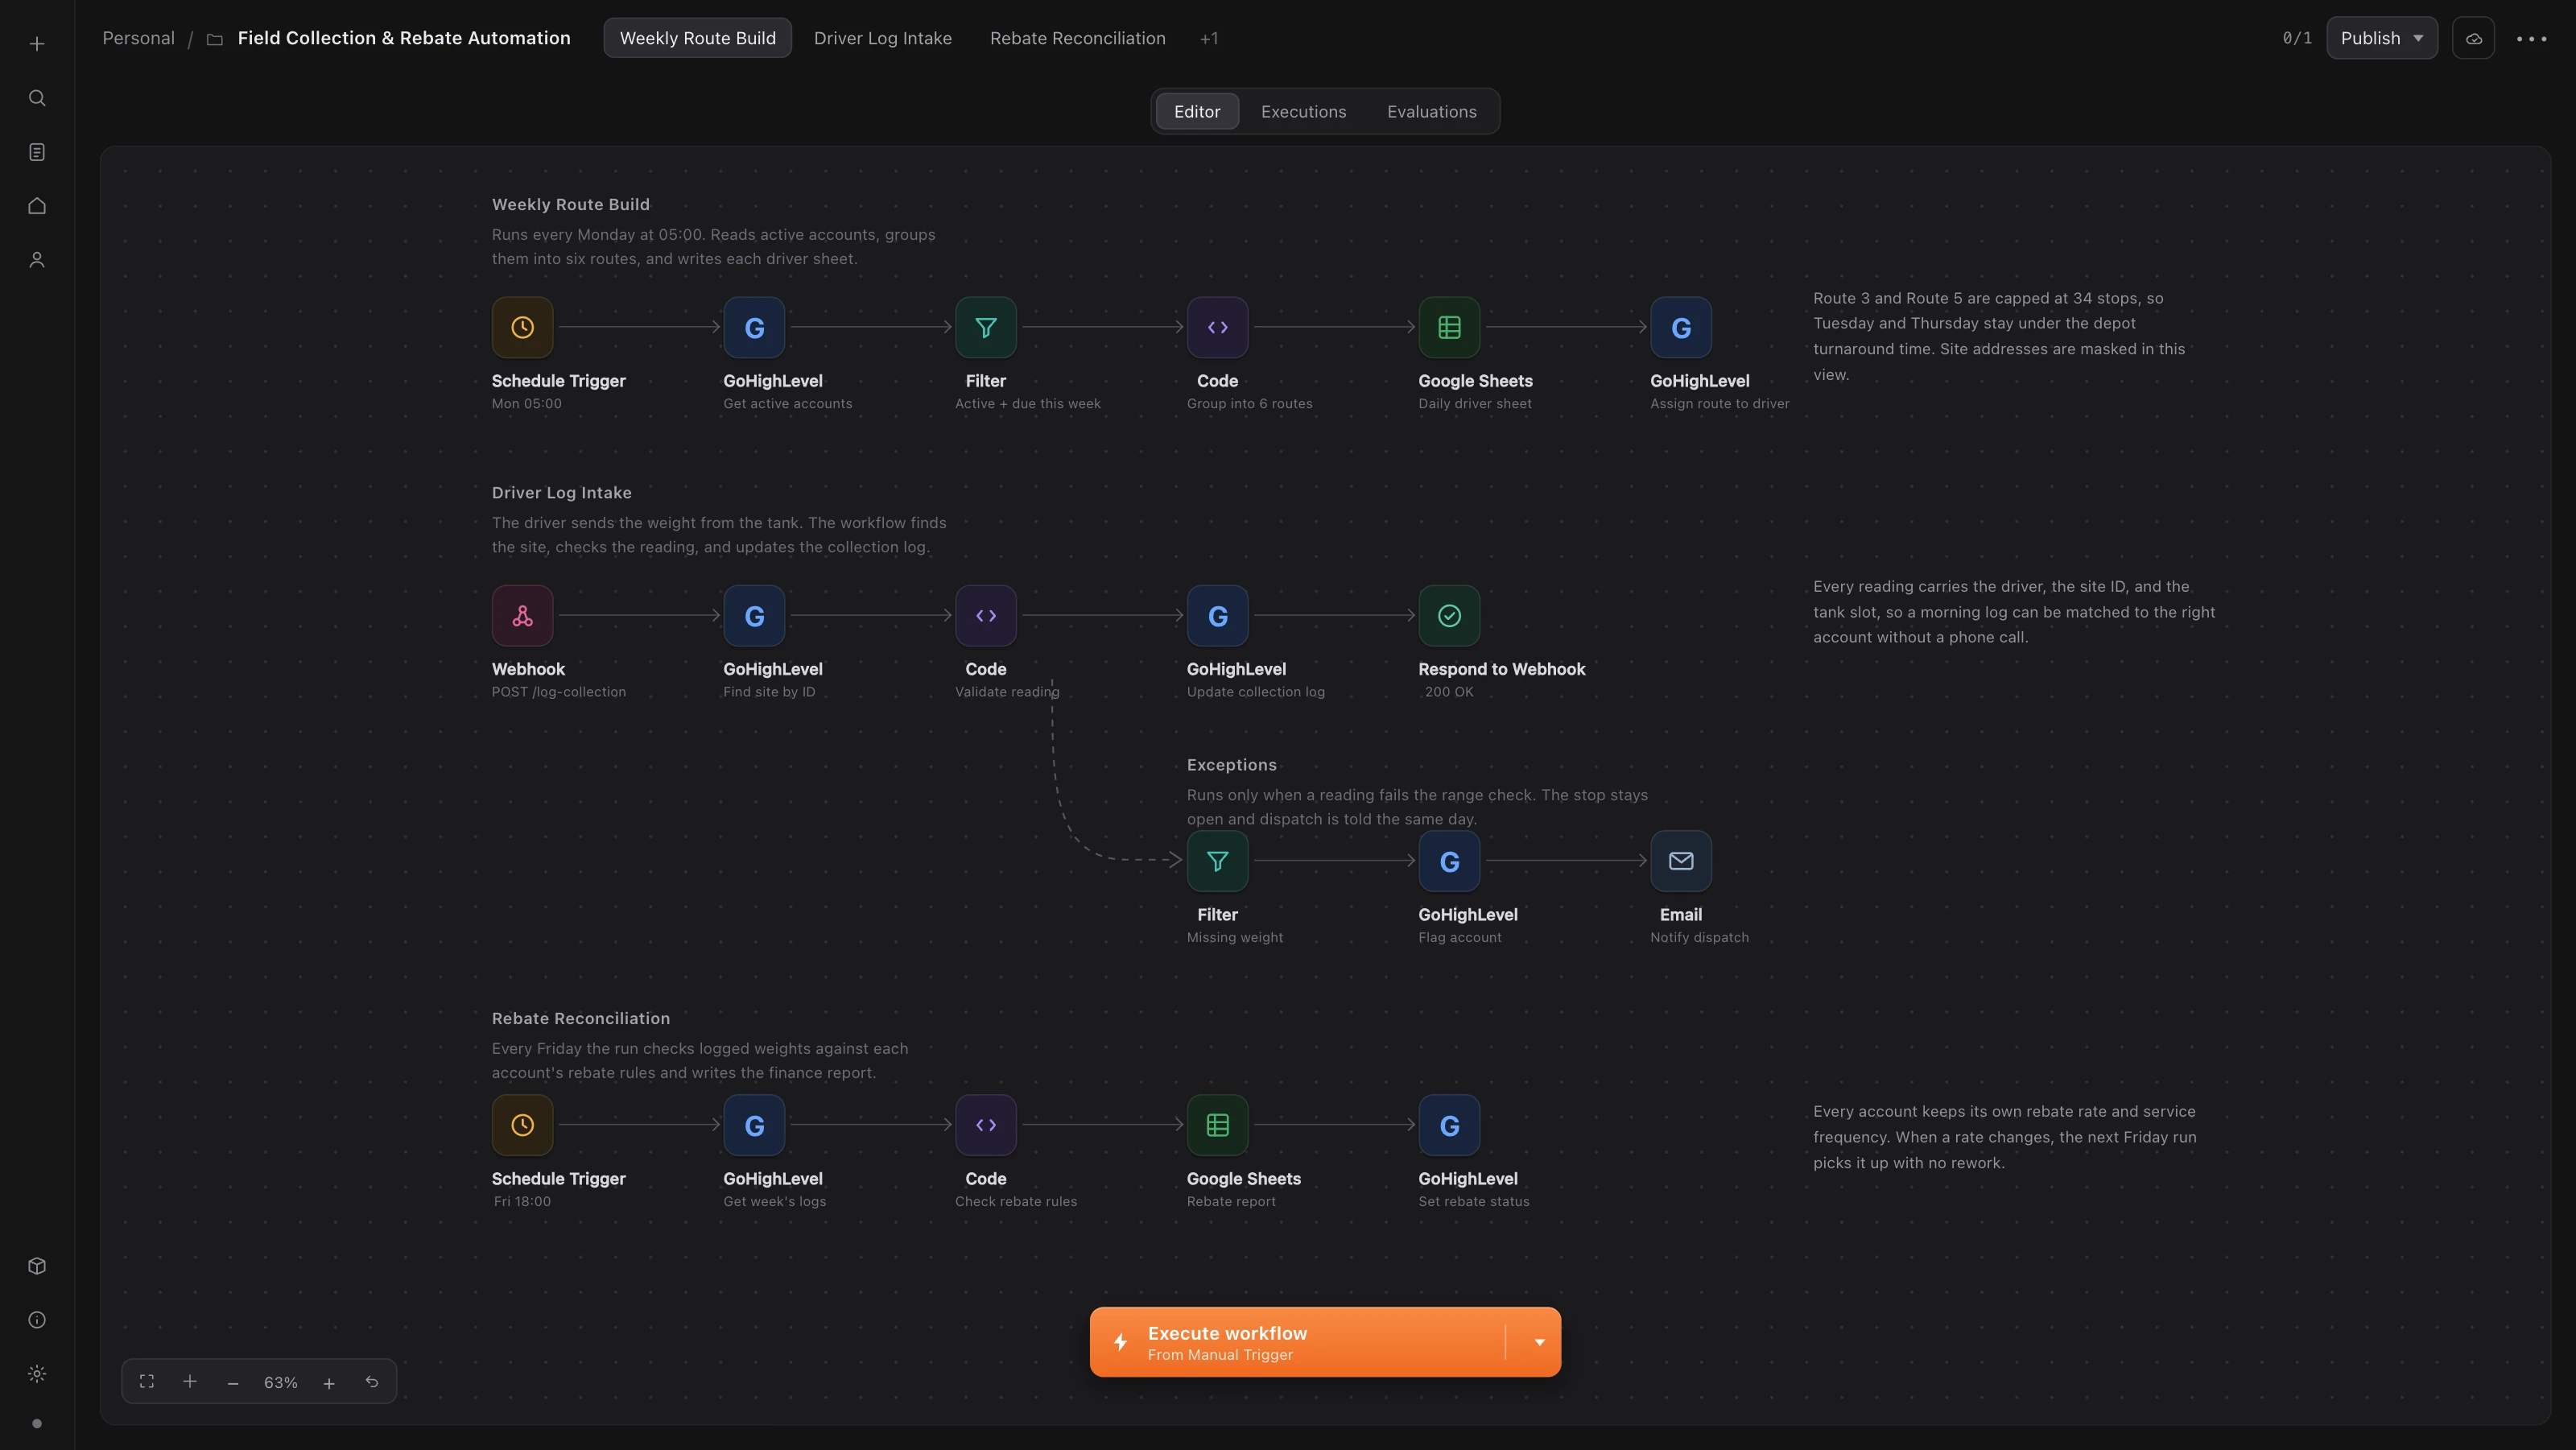 Personal / Field Collection & Rebate Automation
Weekly Route Build
Driver Log Intake
Rebate Reconciliation
+1
0/1
Publish
Editor
Executions
Evaluations
Weekly Route Build
Runs every Monday at 05:00. Reads active accounts, groups
them into six routes, and writes each driver sheet.
G
G
Schedule Trigger
Mon 05:00
GoHighLevel
Get active accounts
Filter
Active + due this week
Code
Group into 6 routes
Google Sheets
Daily driver sheet
GoHighLevel
Assign route to driver
Route 3 and Route 5 are capped at 34 stops, so
Tuesday and Thursday stay under the depot
turnaround time. Site addresses are masked in this
view.
Driver Log Intake
The driver sends the weight from the tank. The workflow finds
the site, checks the reading, and updates the collection log.
G
G
Webhook
POST /log-collection
GoHighLevel
Find site by ID
Code
Validate reading
GoHighLevel
Update collection log
Respond to Webhook
200 OK
Every reading carries the driver, the site ID, and the
tank slot, so a morning log can be matched to the right
account without a phone call.
Exceptions
Runs only when a reading fails the range check. The stop stays
open and dispatch is told the same day.
G
Filter
Missing weight
GoHighLevel
Flag account
Email
Notify dispatch
Rebate Reconciliation
Every Friday the run checks logged weights against each
account's rebate rules and writes the finance report.
G
G
Schedule Trigger
Fri 18:00
GoHighLevel
Get week's logs
Code
Check rebate rules
Google Sheets
Rebate report
GoHighLevel
Set rebate status
Every account keeps its own rebate rate and service
frequency. When a rate changes, the next Friday run
picks it up with no rework.
Execute workflow
From Manual Trigger
63%